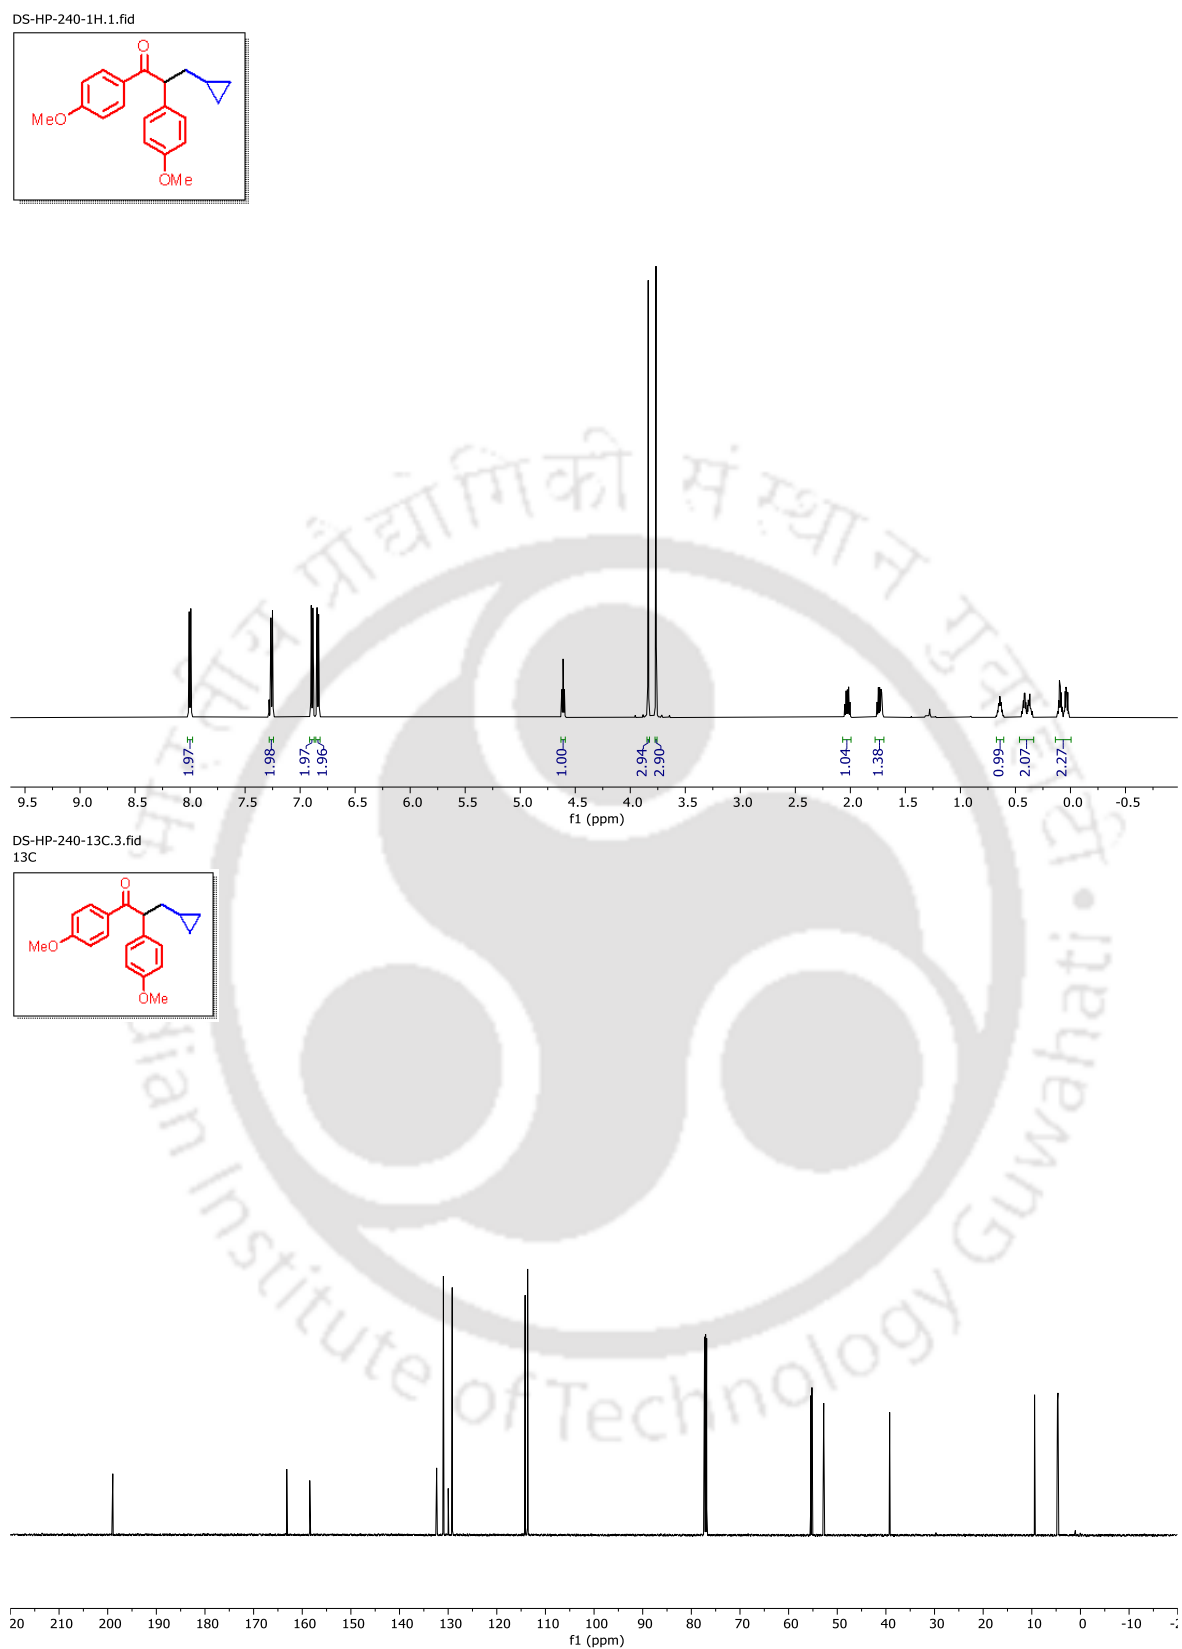 DS-HP-240-1H.1.fid
O
MeO
OMe
1.97
1.98
1.97
1.96
1.00
2.94
2.90
1.04
1.38
0.99
2.07
2.27
9.5 9.0 8.5 8.0 7.5 7.0 6.5 6.0 5.5 5.0 4.5 4.0 3.5 3.0 2.5 2.0 1.5 1.0 0.5 0.0 -0.5
f1 (ppm)
DS-HP-240-13C.3.fid
13C
O
MeO
OMe
भारतीय प्रौद्योगिकी संस्थान गुवाहाटी
Indian Institute of Technology Guwahati
20 210 200 190 180 170 160 150 140 130 120 110 100 90 80 70 60 50 40 30 20 10 0 -10 -2
f1 (ppm)